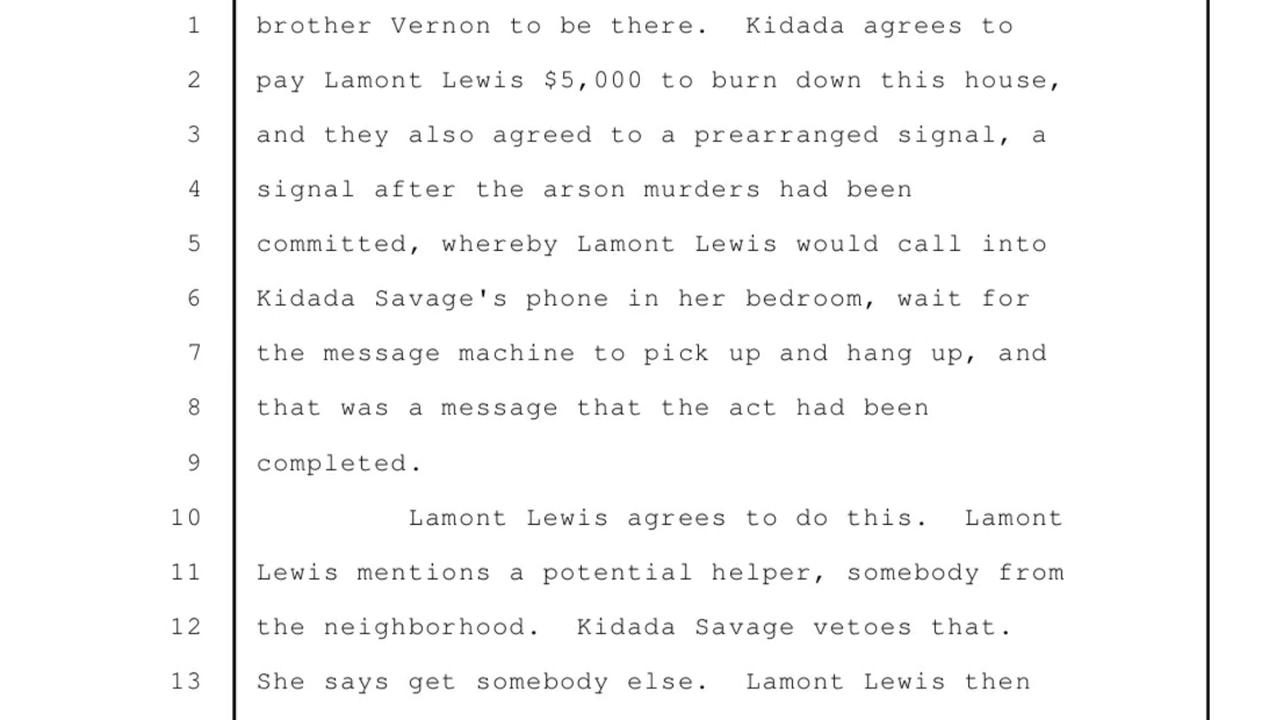 1 brother Vernon to be there. Kidada agrees to
2 pay Lamont Lewis $5,000 to burn down this house,
3 and they also agreed to a prearranged signal, a
4 signal after the arson murders had been
5 committed, whereby Lamont Lewis would call into
6 Kidada Savage's phone in her bedroom, wait for
7 the message machine to pick up and hang up, and
8 that was a message that the act had been
9 completed.
10 Lamont Lewis agrees to do this. Lamont
11 Lewis mentions a potential helper, somebody from
12 the neighborhood. Kidada Savage vetoes that.
13 She says get somebody else. Lamont Lewis then